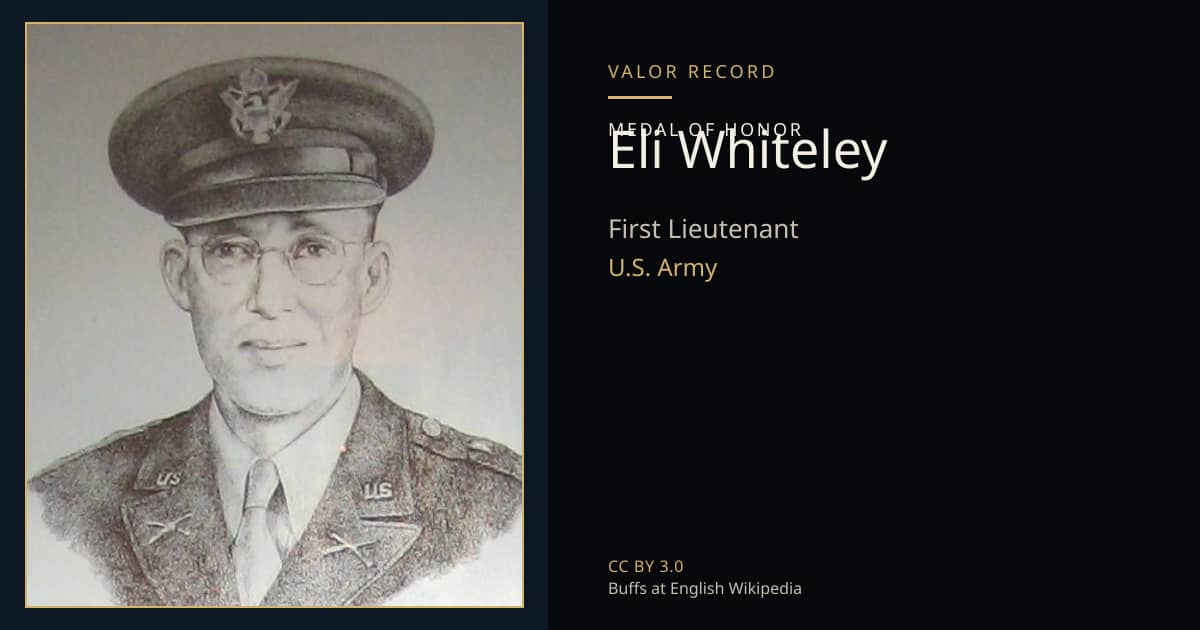 VALOR RECORD
MEDAL OF HONOR
Eli Whiteley
First Lieutenant
U.S. Army
US
US
CC BY 3.0
Buffs at English Wikipedia